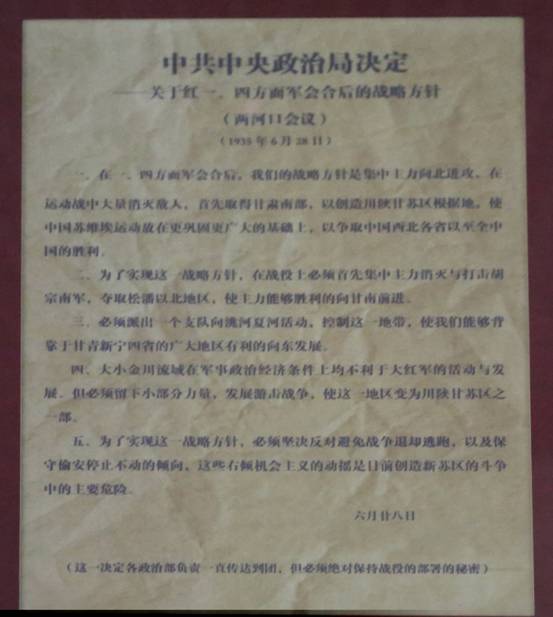 中共中央政治局决定
——关于红一、四方面军会合后的战略方针
（两河口会议）
（1935年6月28日）
一、在一、四方面军会合后，我们的战略方针是集中主力向北进攻，在
运动战中大量消灭敌人，首先取得甘肃南部，以创造川陕甘苏区根据地，使
中国苏维埃运动放在更巩固更广大的基础上，以争取中国西北各省以至全中
国的胜利。
二、为了实现这一战略方针，在战役上必须首先集中主力消灭与打击胡
宗南军，夺取松潘以北地区，使主力能够胜利的向甘南前进。
三、必须派出一个支队向洮河夏河活动，控制这一地带，使我们能够背
靠于甘青新宁四省的广大地区有利的向东发展。
四、大小金川流域在军事政治经济条件上均不利于大红军的活动与发
展。但必须留下小部分力量，发展游击战争，使这一地区变为川陕甘苏区之
一部。
五、为了实现这一战略方针，必须坚决反对避免战争退却逃跑，以及保
守偷安停止不动的倾向，这些右倾机会主义的动摇是目前创造新苏区的斗争
中的主要危险。
六月廿八日
（这一决定各政治部负责一直传达到团，但必须绝对保持战役的部署的秘密）